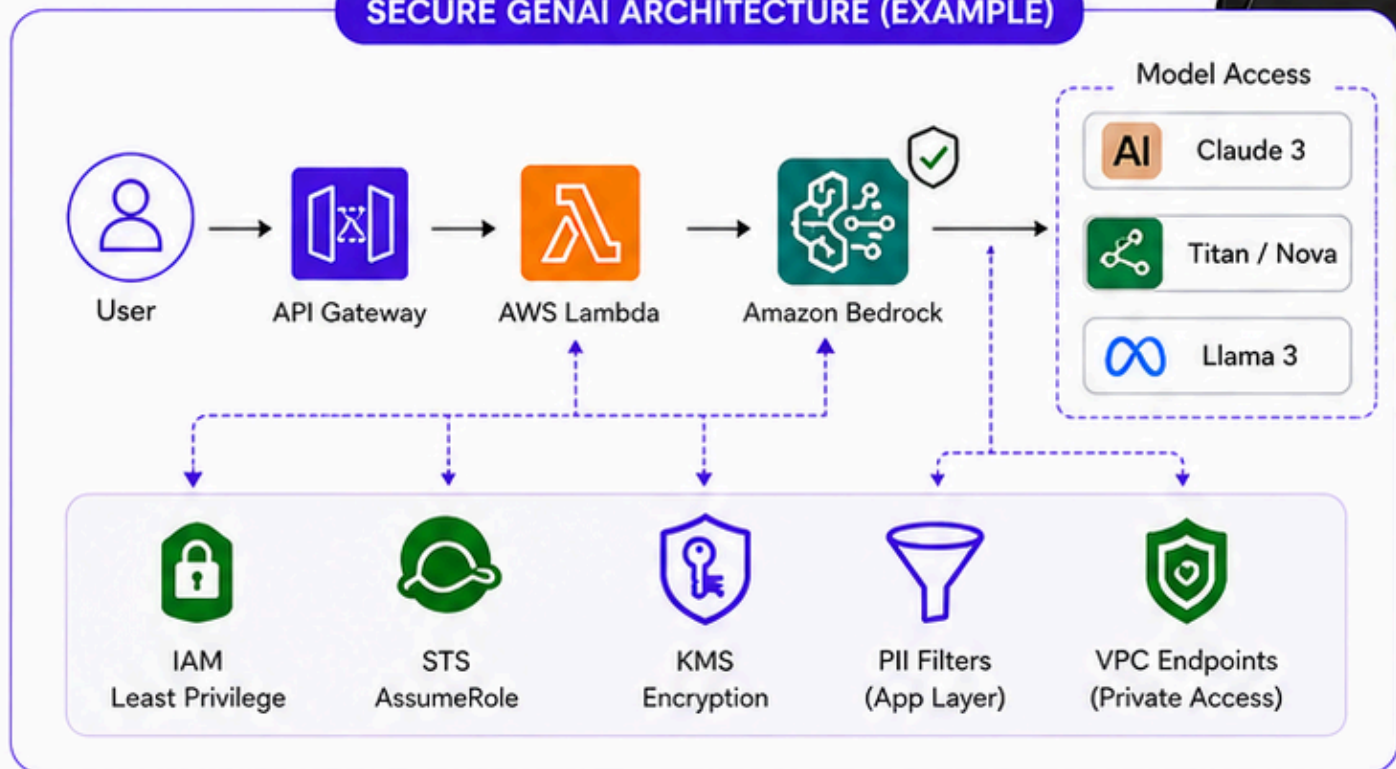 SECURE GENAI ARCHITECTURE (EXAMPLE)
Model Access
AI Claude 3
Titan / Nova
Llama 3
User
API Gateway
AWS Lambda
Amazon Bedrock
IAM
Least Privilege
STS
AssumeRole
KMS
Encryption
PII Filters
(App Layer)
VPC Endpoints
(Private Access)